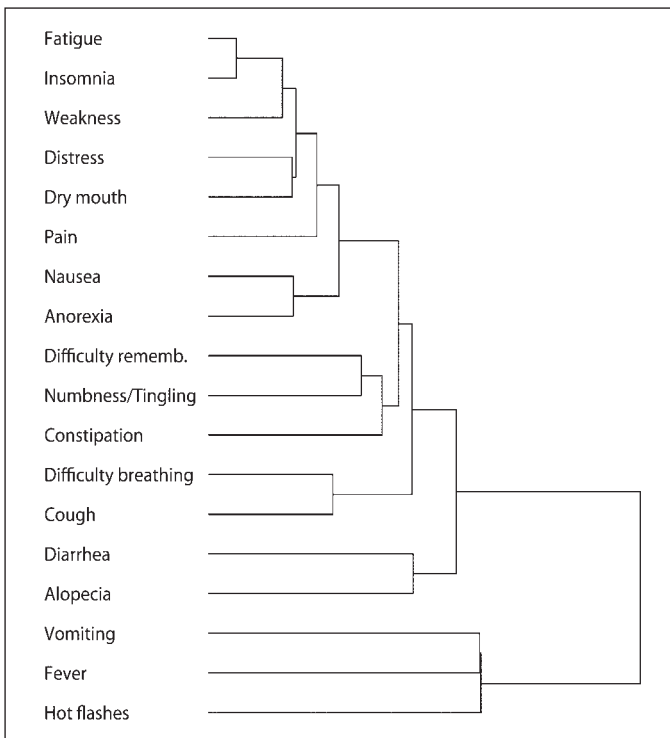 Fatigue
Insomnia
Weakness
Distress
Dry mouth
Pain
Nausea
Anorexia
Difficulty rememb.
Numbness/Tingling
Constipation
Difficulty breathing
Cough
Diarrhea
Alopecia
Vomiting
Fever
Hot flashes